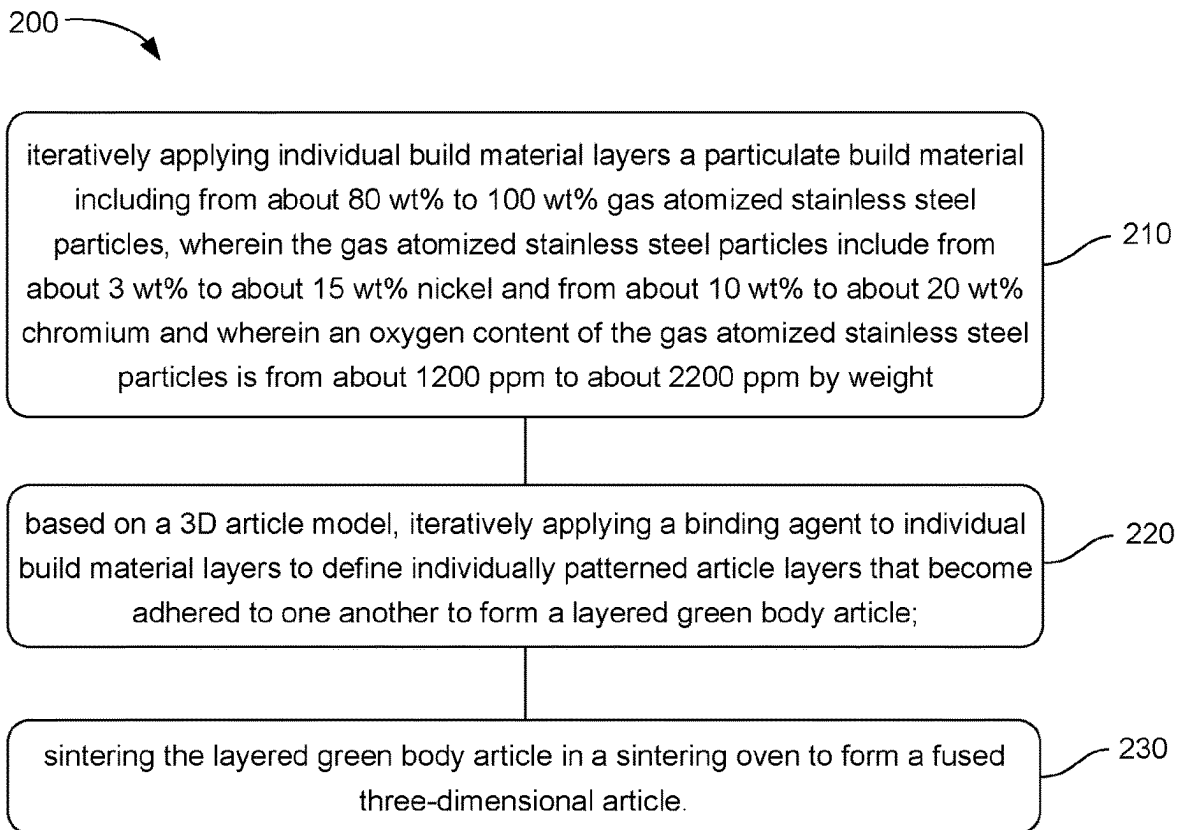 200
iteratively applying individual build material layers a particulate build material
including from about 80 wt% to 100 wt% gas atomized stainless steel
particles, wherein the gas atomized stainless steel particles include from
about 3 wt% to about 15 wt% nickel and from about 10 wt% to about 20 wt%
chromium and wherein an oxygen content of the gas atomized stainless steel
particles is from about 1200 ppm to about 2200 ppm by weight
210
based on a 3D article model, iteratively applying a binding agent to individual
build material layers to define individually patterned article layers that become
adhered to one another to form a layered green body article;
220
sintering the layered green body article in a sintering oven to form a fused
three-dimensional article.
230